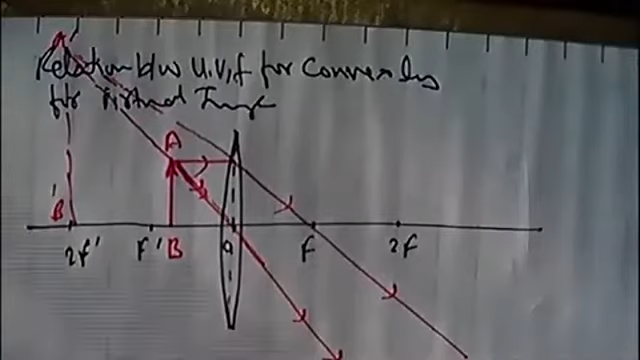 Relation b/w U,V,f for Convex lens
for virtual Image
A'
A
B'
2F' F' B O F 2F